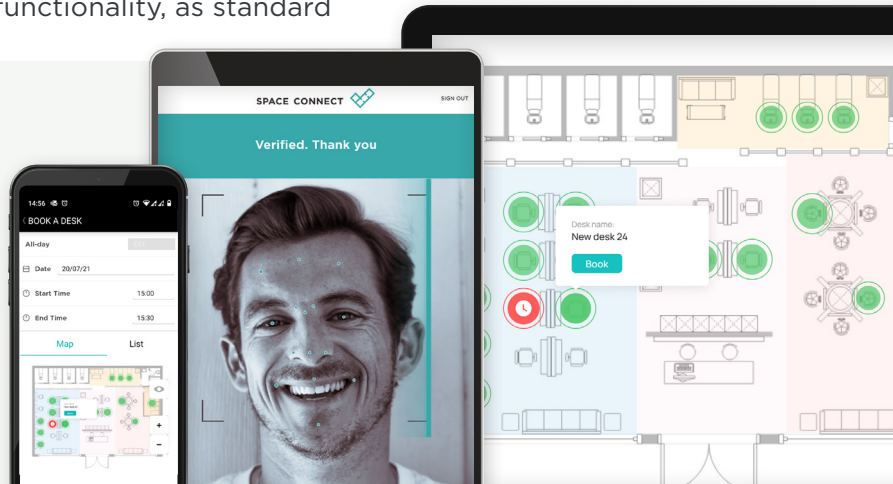 functionality, as standard
SPACE CONNECT
SIGN OUT
Verified. Thank you
14:56
BOOK A DESK
All-day
Date 20/07/21
Start Time 15:00
End Time 15:30
Map List
+
−
Desk name:
New desk 24
Book